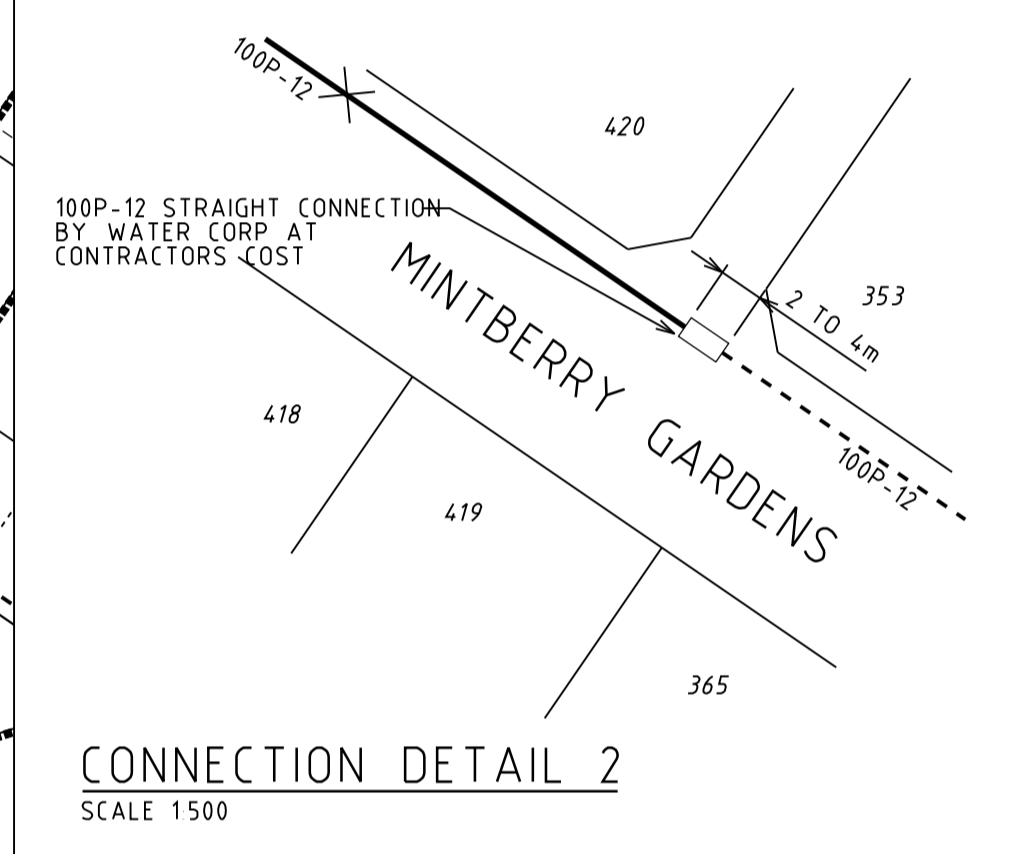 100P-12
420
100P-12 STRAIGHT CONNECTION
BY WATER CORP AT
CONTRACTORS COST
MINTBERRY GARDENS
353
2 TO 4m
418
100P-12
419
365
CONNECTION DETAIL 2
SCALE 1:500